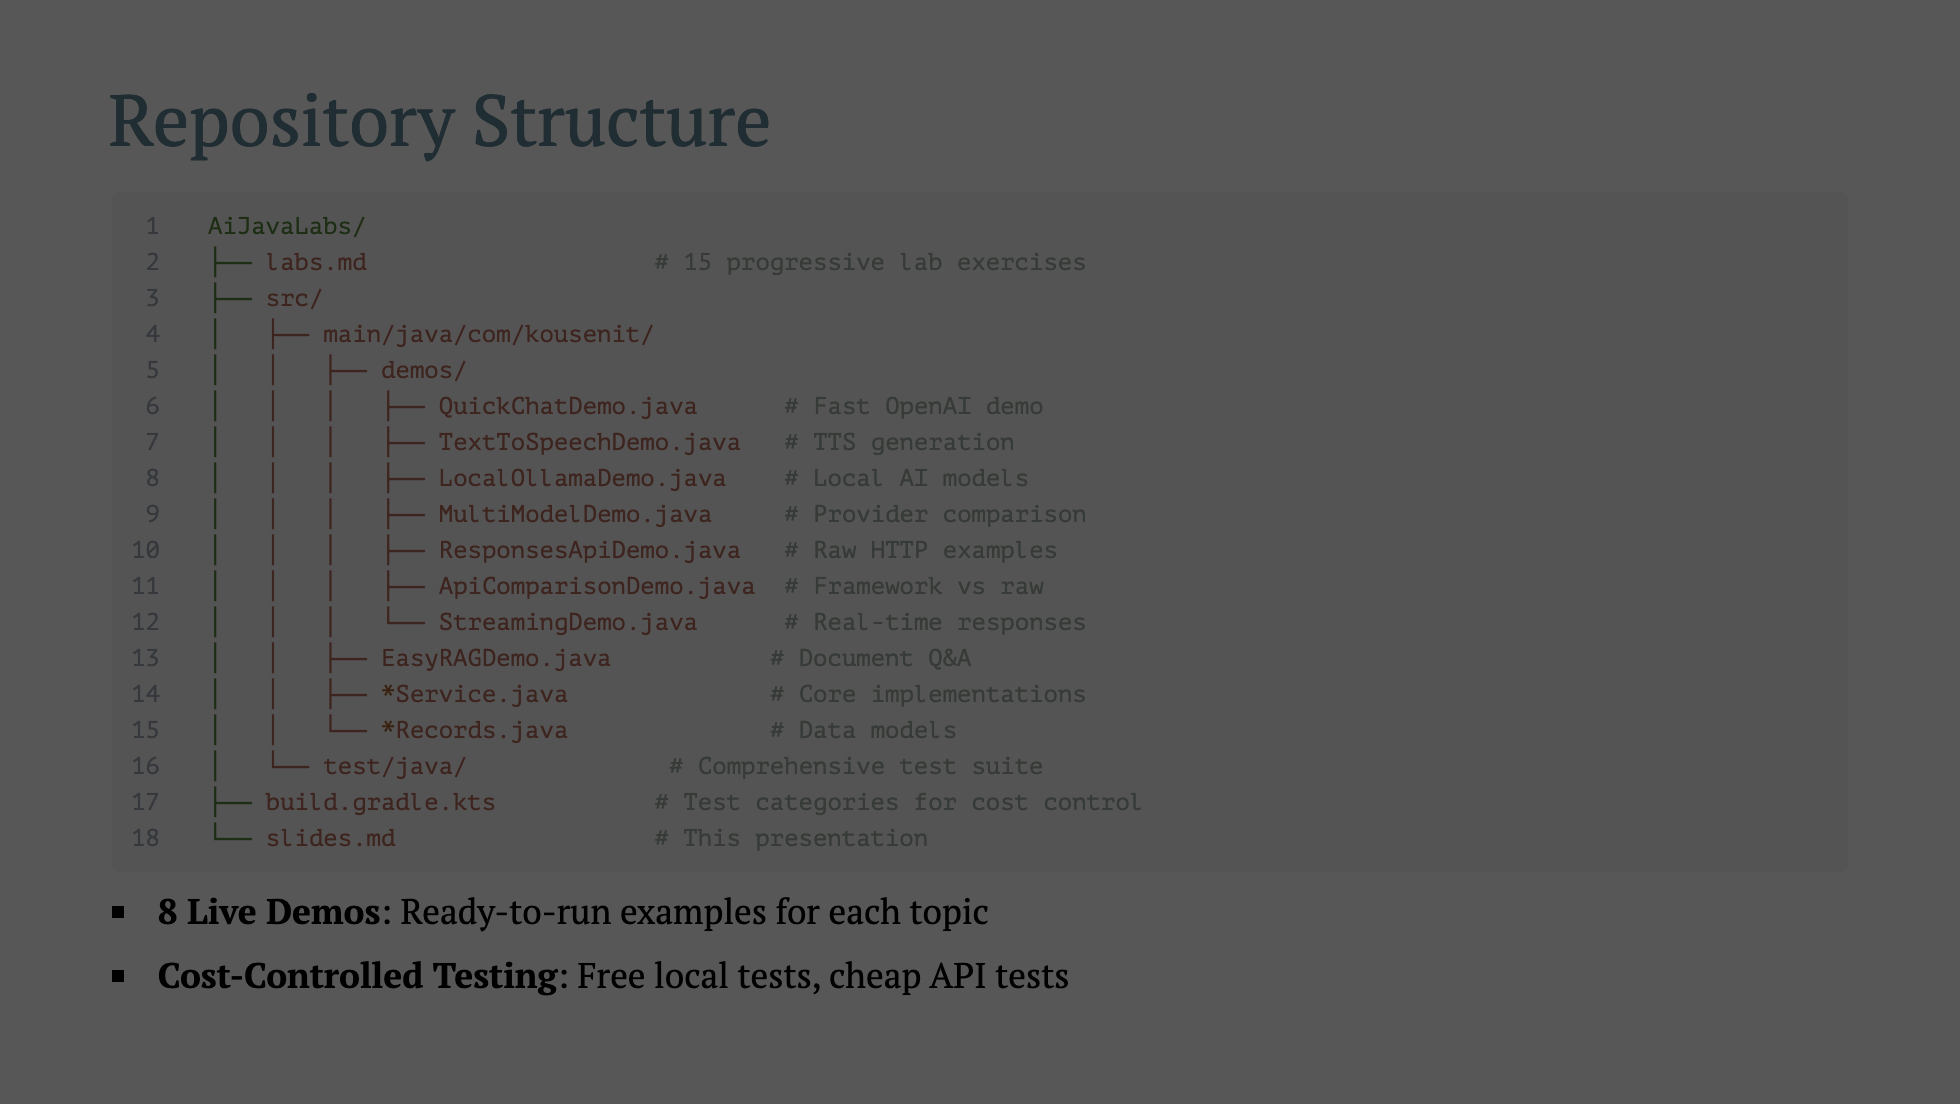 Repository Structure
1 AiJavaLabs/
2 ├── labs.md # 15 progressive lab exercises
3 ├── src/
4 │ ├── main/java/com/kousenit/
5 │ │ ├── demos/
6 │ │ │ ├── QuickChatDemo.java # Fast OpenAI demo
7 │ │ │ ├── TextToSpeechDemo.java # TTS generation
8 │ │ │ ├── LocalOllamaDemo.java # Local AI models
9 │ │ │ ├── MultiModelDemo.java # Provider comparison
10 │ │ │ ├── ResponsesApiDemo.java # Raw HTTP examples
11 │ │ │ ├── ApiComparisonDemo.java # Framework vs raw
12 │ │ │ └── StreamingDemo.java # Real-time responses
13 │ │ ├── EasyRAGDemo.java # Document Q&A
14 │ │ ├── *Service.java # Core implementations
15 │ │ └── *Records.java # Data models
16 │ └── test/java/ # Comprehensive test suite
17 ├── build.gradle.kts # Test categories for cost control
18 └── slides.md # This presentation
▪ 8 Live Demos: Ready-to-run examples for each topic
▪ Cost-Controlled Testing: Free local tests, cheap API tests